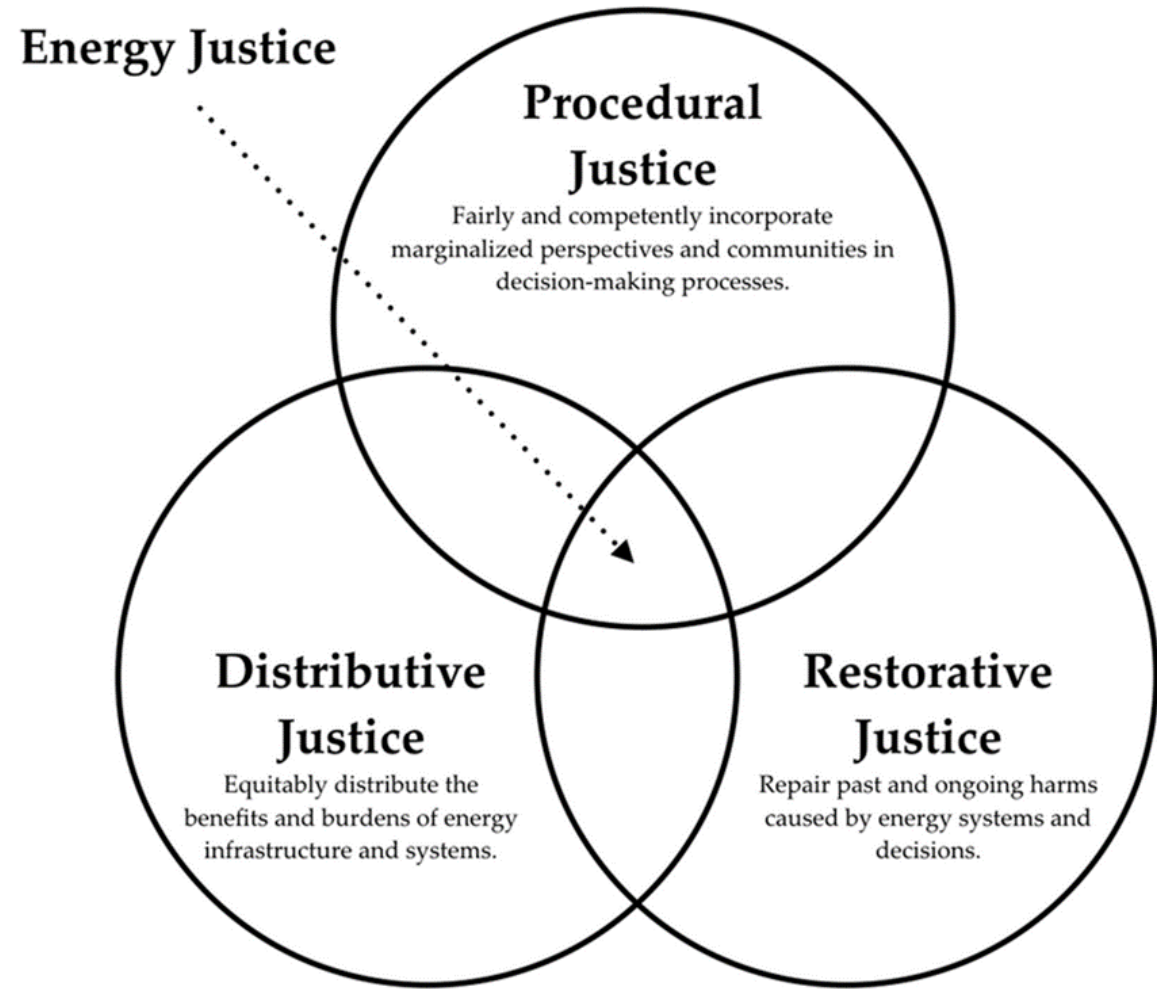 Energy Justice
Procedural
Justice
Fairly and competently incorporate
marginalized perspectives and communities in
decision-making processes.
Distributive
Justice
Equitably distribute the
benefits and burdens of energy
infrastructure and systems.
Restorative
Justice
Repair past and ongoing harms
caused by energy systems and
decisions.